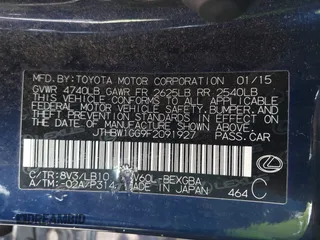 MFD. BY: TOYOTA MOTOR CORPORATION 01/15
GVWR 4740LB GAWR FR 2625LB RR 2540LB
THIS VEHICLE CONFORMS TO ALL APPLICABLE
FEDERAL MOTOR VEHICLE SAFETY, BUMPER, AND
THEFT PREVENTION STANDARDS IN EFFECT ON
THE DATE OF MANUFACTURE SHOWN ABOVE.
JTHBW1GG9F2091927 PASS.CAR
C/TR: 8V3/LB10 V60L-BEXGBA
A/TM: -02A/P314 MADE IN JAPAN 464 C